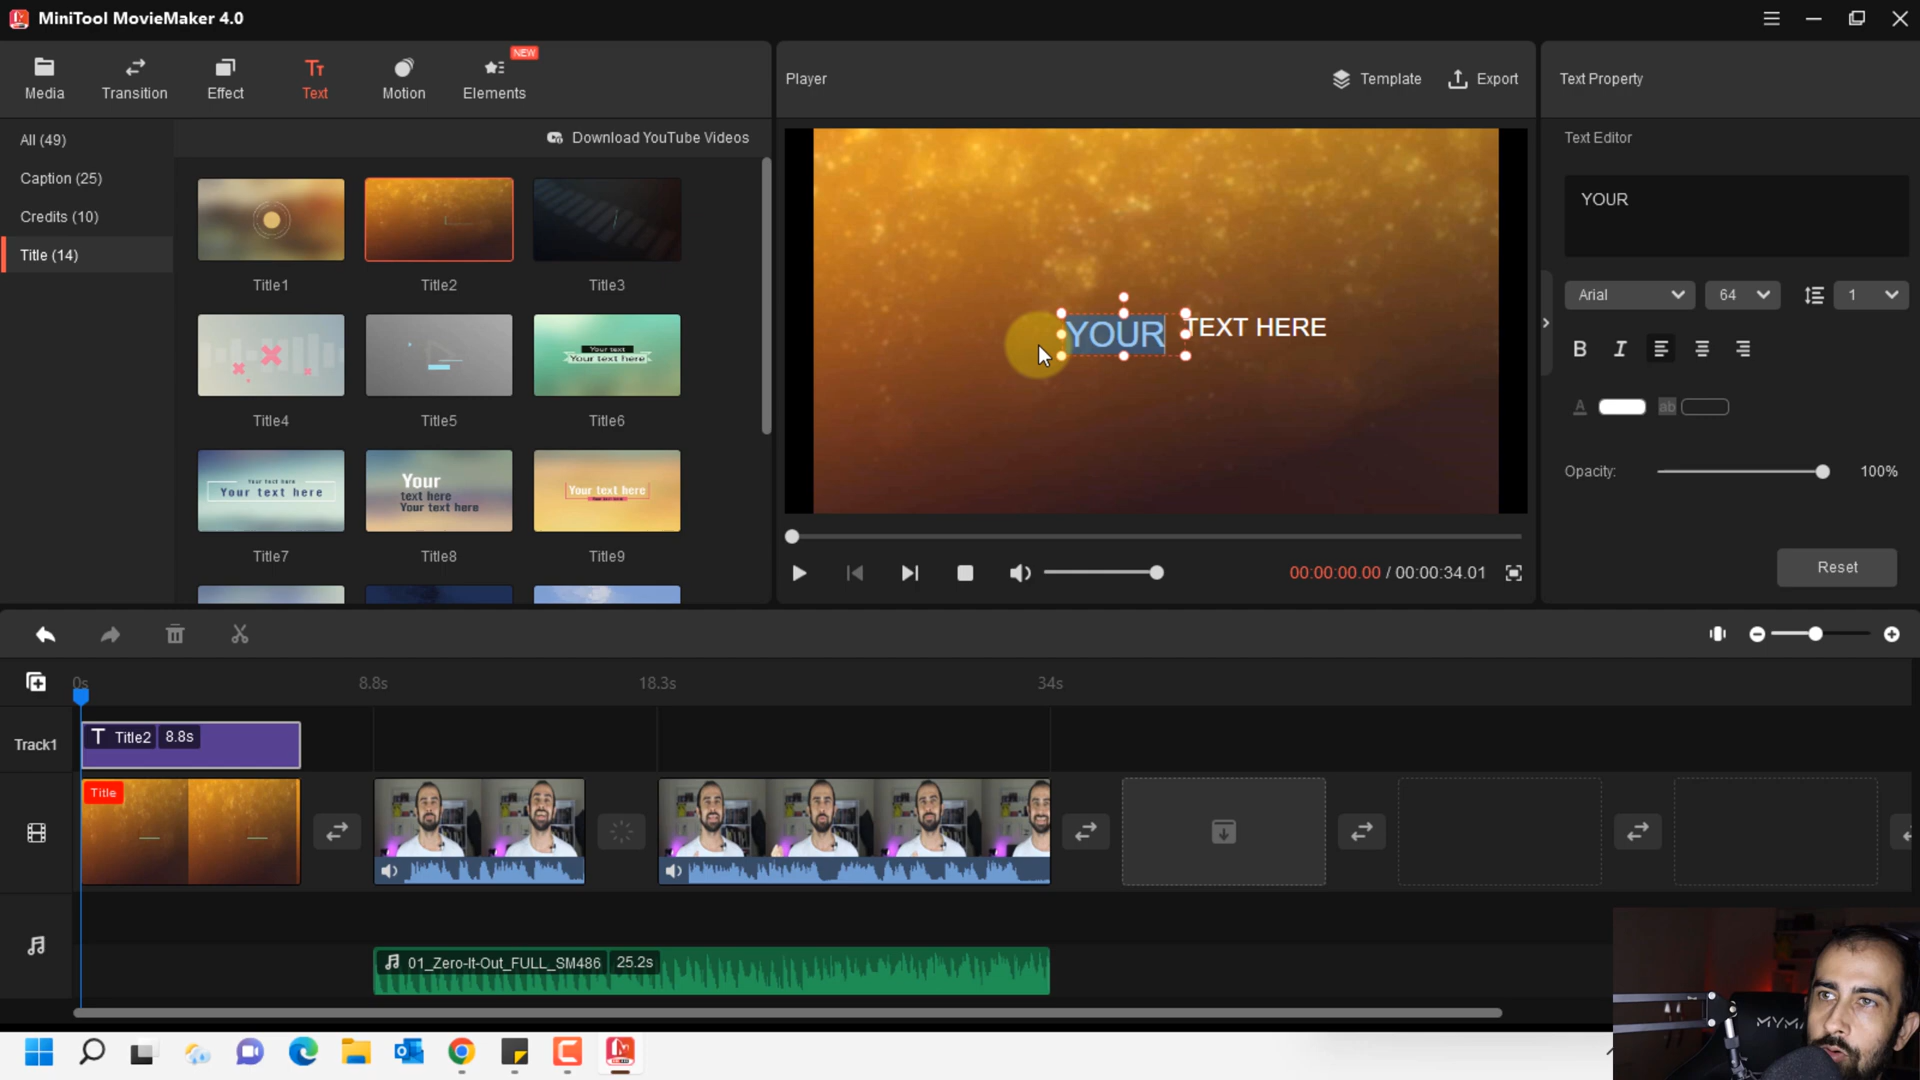 MiniTool MovieMaker 4.0
Media
Transition
Effect
Text
Motion
Elements
NEW
Player
Template
Export
Text Property
All (49)
Caption (25)
Credits (10)
Title (14)
Download YouTube Videos
Title1
Title2
Title3
Title4
Title5
Your text
Your text here
Title6
Your text here
Your text here
Title7
Your
text here
Your text here
Title8
Your text here
Title9
YOUR
TEXT HERE
00:00:00.00 / 00:00:34.01
Text Editor
YOUR
Arial
64
1
B
I
A
ab
Opacity:
100%
Reset
0s
8.8s
18.3s
34s
Track1
T Title2
8.8s
Title
01_Zero-It-Out_FULL_SM486
25.2s